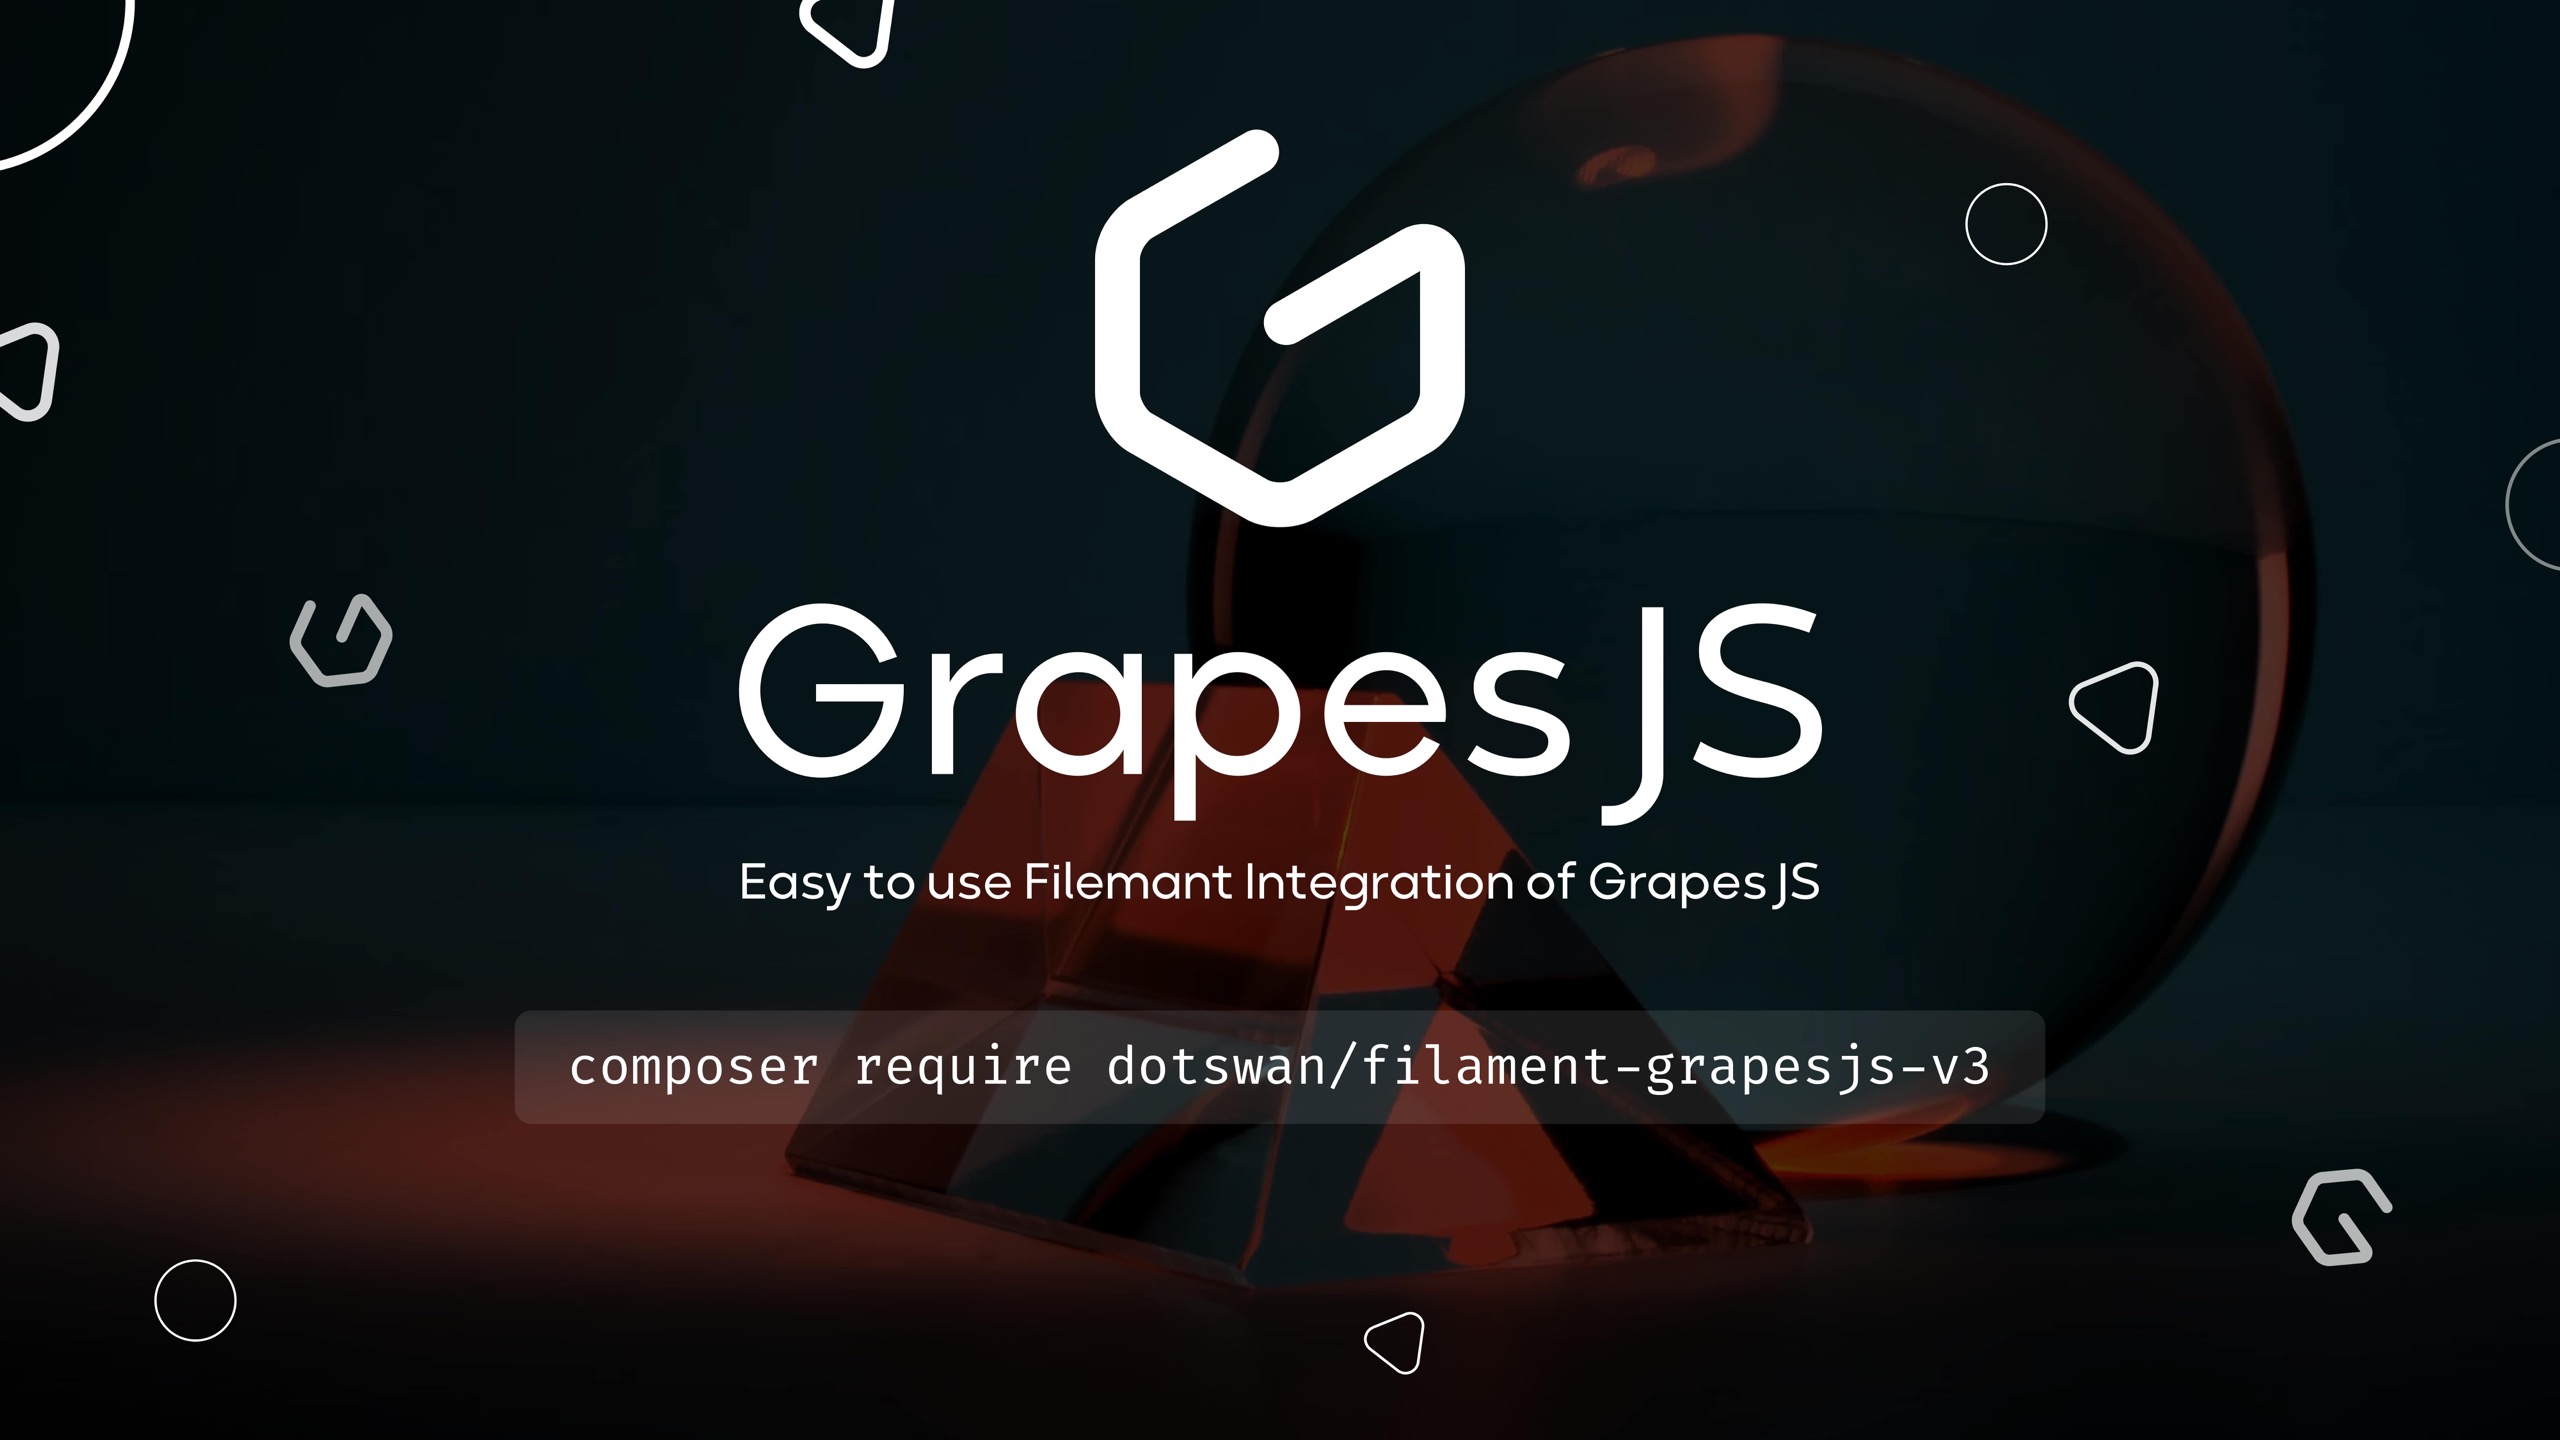 Grapes JS
Easy to use Filemant Integration of Grapes JS
composer require dotswan/filament-grapesjs-v3